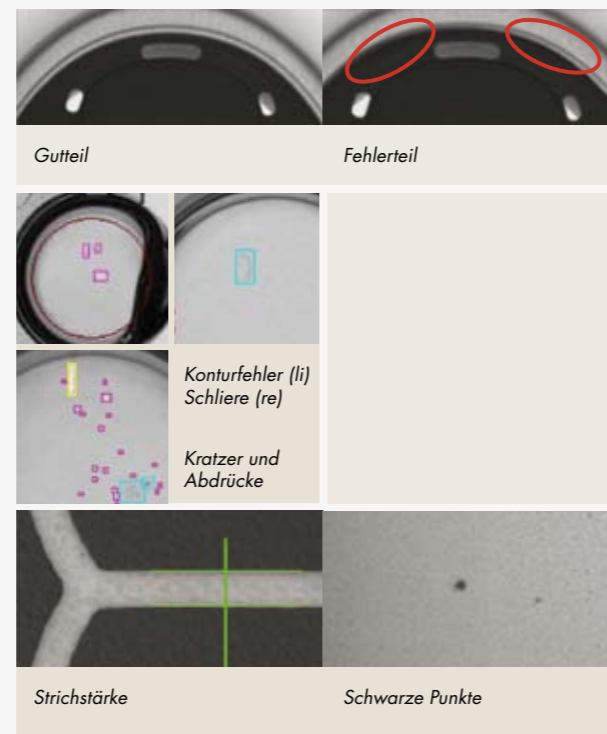 Gutteil
Fehlerteil
Konturfehler (li)
Schliere (re)
Kratzer und
Abdrücke
Strichstärke
Schwarze Punkte